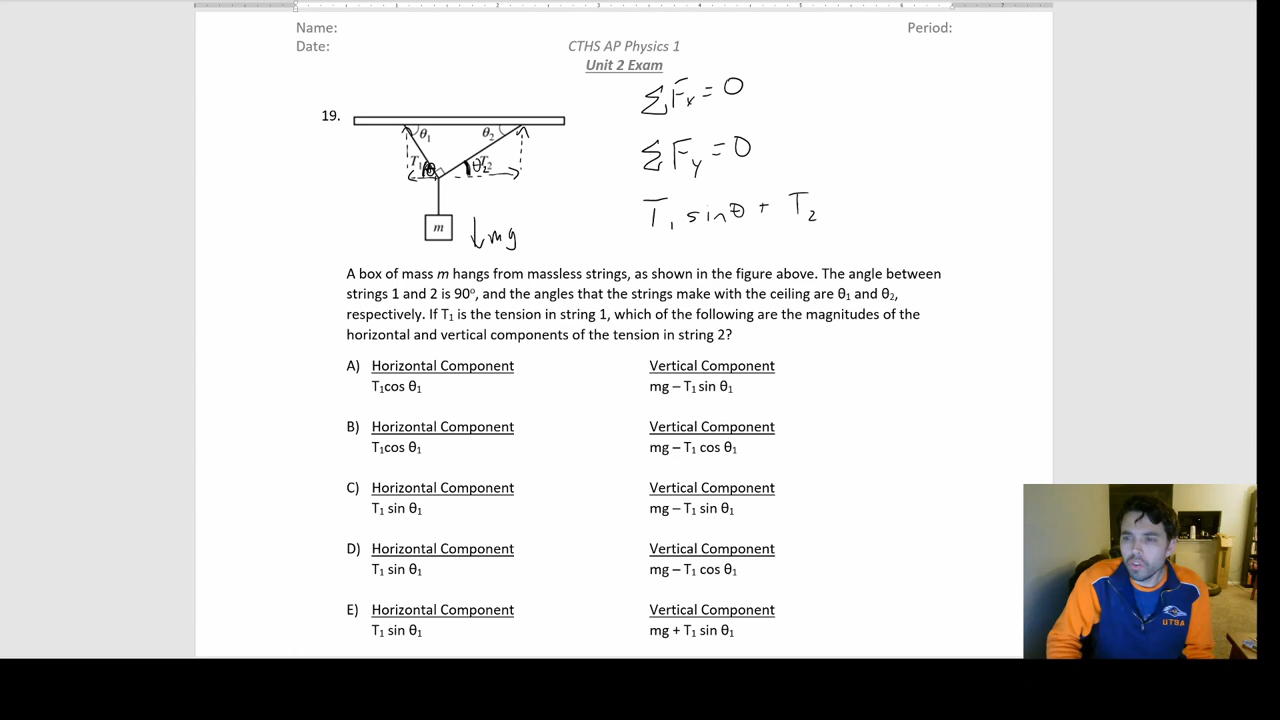 Name: Period:
Date: CTHS AP Physics 1
Unit 2 Exam
ΣFx = 0
19.
θ1 θ2
ΣFy = 0
T1 θ θ2 T2
T1 sinθ + T2
m ↓mg
A box of mass m hangs from massless strings, as shown in the figure above. The angle between
strings 1 and 2 is 90°, and the angles that the strings make with the ceiling are θ1 and θ2,
respectively. If T1 is the tension in string 1, which of the following are the magnitudes of the
horizontal and vertical components of the tension in string 2?
A) Horizontal Component Vertical Component
T1cos θ1 mg – T1 sin θ1
B) Horizontal Component Vertical Component
T1cos θ1 mg – T1 cos θ1
C) Horizontal Component Vertical Component
T1 sin θ1 mg – T1 sin θ1
D) Horizontal Component Vertical Component
T1 sin θ1 mg – T1 cos θ1
E) Horizontal Component Vertical Component
T1 sin θ1 mg + T1 sin θ1
UTSA